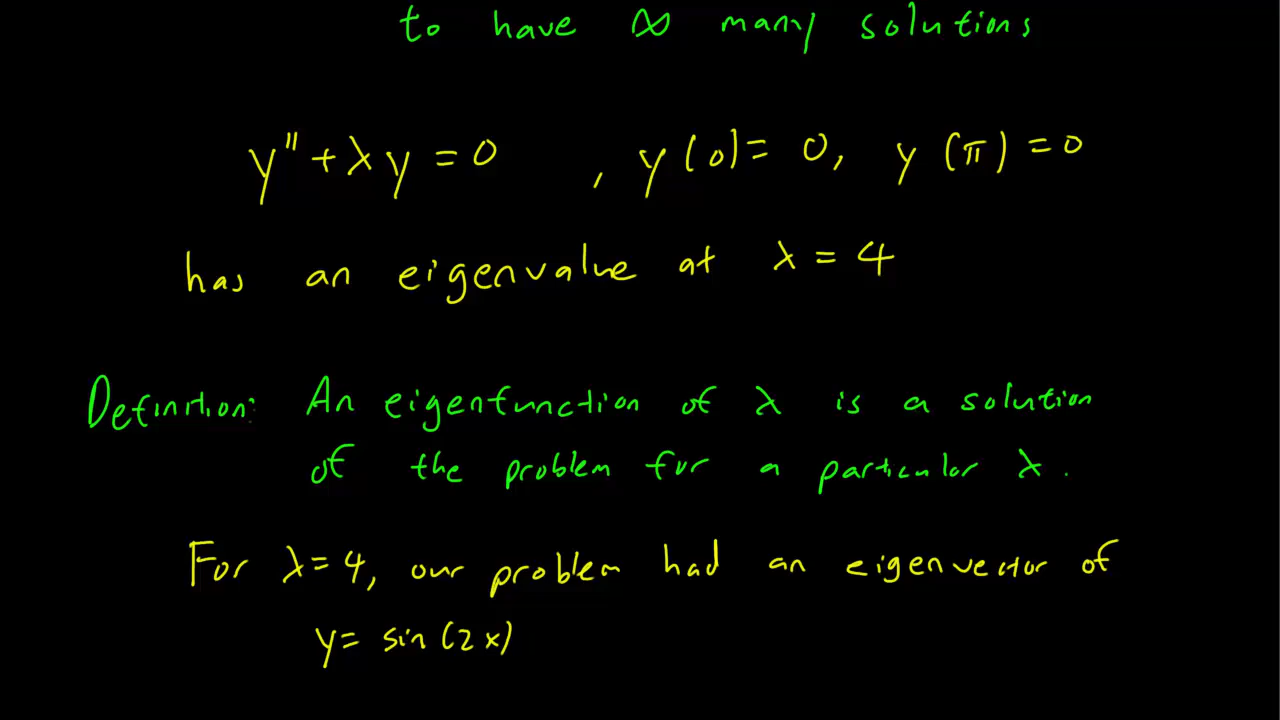 to have ∞ many solutions
y'' + λy = 0 , y(0) = 0, y(π) = 0
has an eigenvalue at λ = 4
Definition: An eigenfunction of λ is a solution
of the problem for a particular λ.
For λ = 4, our problem had an eigenvector of
y = sin(2x)